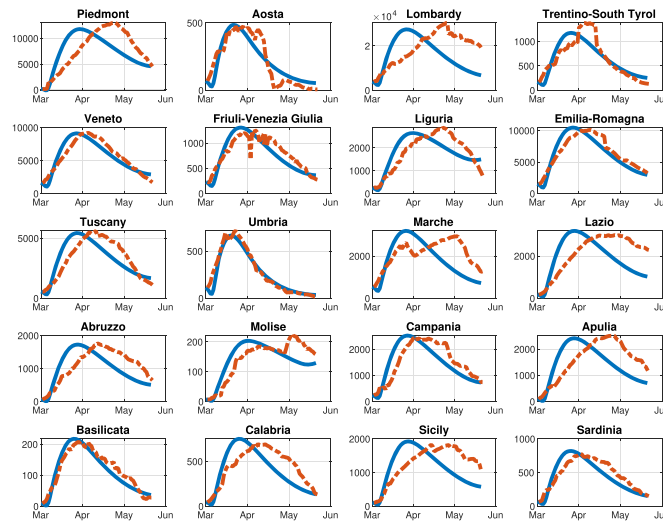 Piedmont
10000
5000
0
Mar Apr May Jun
Aosta
500
0
Mar Apr May Jun
Lombardy
× 10^4
2
0
Mar Apr May Jun
Trentino-South Tyrol
1000
500
0
Mar Apr May Jun
Veneto
10000
5000
0
Mar Apr May Jun
Friuli-Venezia Giulia
1000
500
0
Mar Apr May Jun
Liguria
2000
1000
0
Mar Apr May Jun
Emilia-Romagna
10000
5000
0
Mar Apr May Jun
Tuscany
5000
0
Mar Apr May Jun
Umbria
500
0
Mar Apr May Jun
Marche
2000
0
Mar Apr May Jun
Lazio
2000
0
Mar Apr May Jun
Abruzzo
2000
1000
0
Mar Apr May Jun
Molise
200
100
0
Mar Apr May Jun
Campania
2000
1000
0
Mar Apr May Jun
Apulia
2000
1000
0
Mar Apr May Jun
Basilicata
200
100
0
Mar Apr May Jun
Calabria
500
0
Mar Apr May Jun
Sicily
2000
1000
0
Mar Apr May Jun
Sardinia
1000
500
0
Mar Apr May Jun